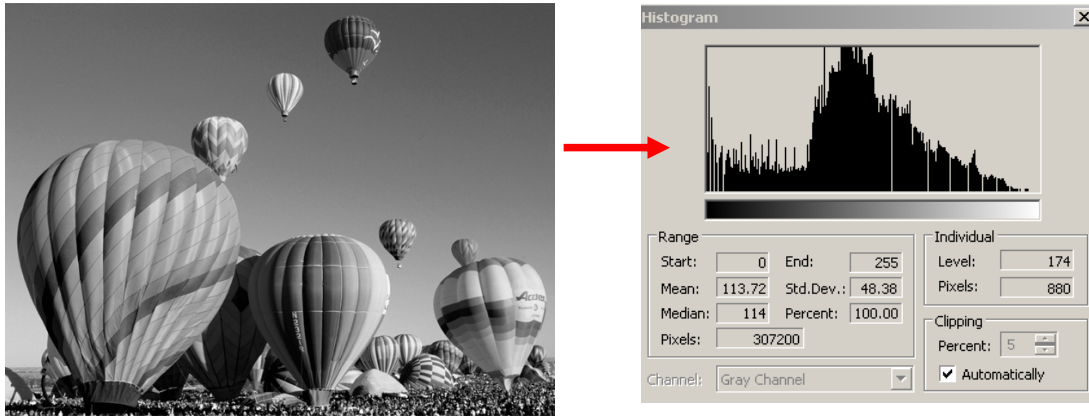 Histogram
Range
Start: 0 End: 255
Mean: 113.72 Std.Dev.: 48.38
Median: 114 Percent: 100.00
Pixels: 307200
Channel: Gray Channel
Individual
Level: 174
Pixels: 880
Clipping
Percent: 5
Automatically